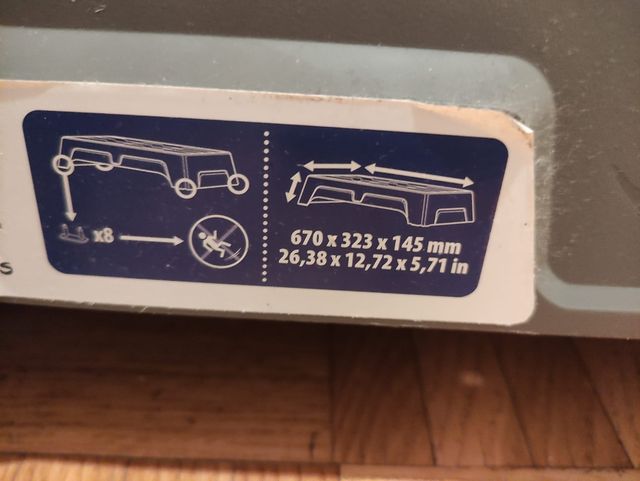 x8
670 x 323 x 145 mm
26,38 x 12,72 x 5,71 in
s